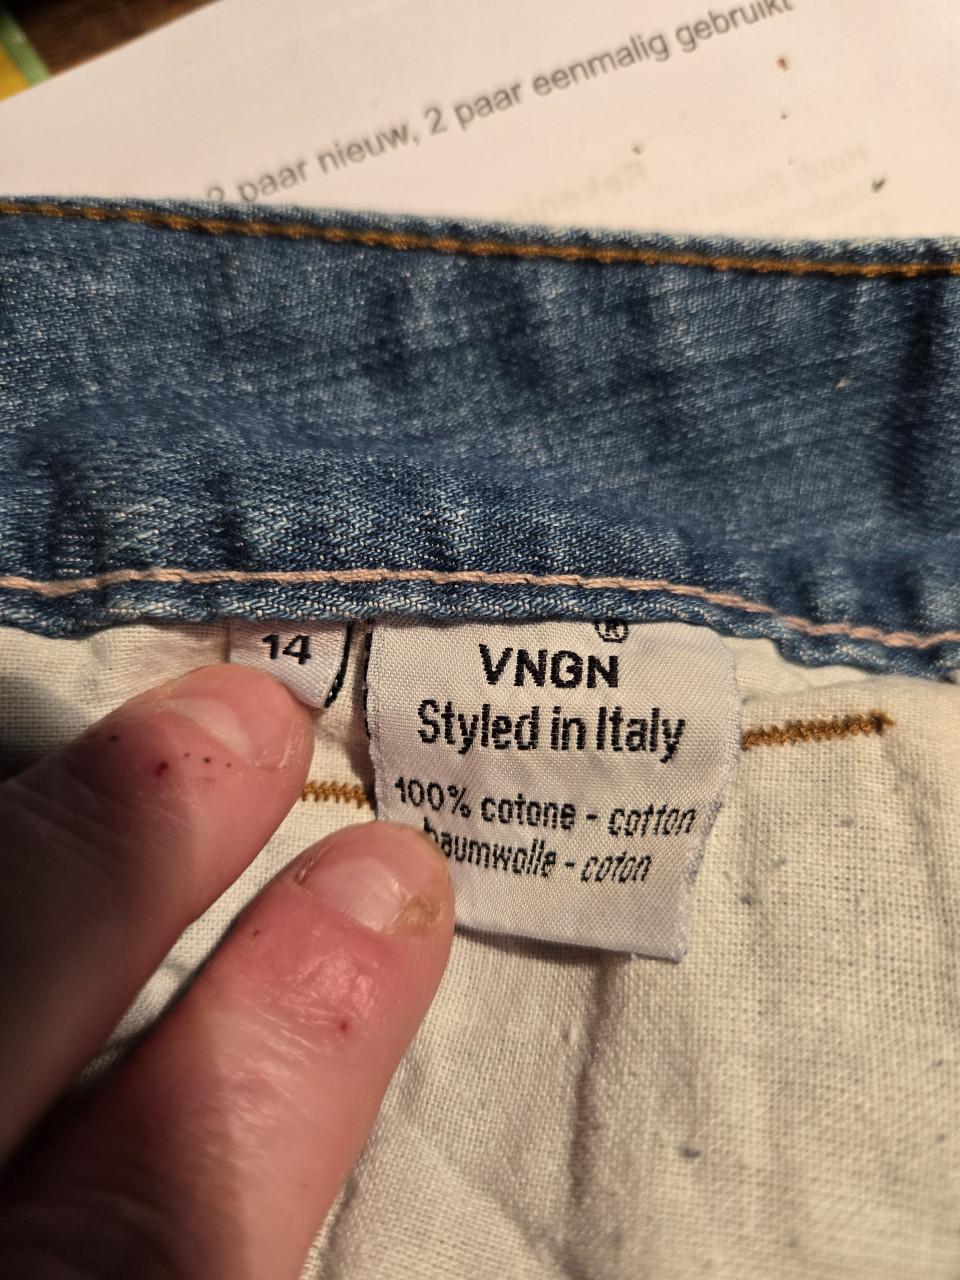 2 paar nieuw, 2 paar eenmalig gebruikt
14
®
VNGN
Styled in Italy
100% cotone - cotton
baumwolle - coton